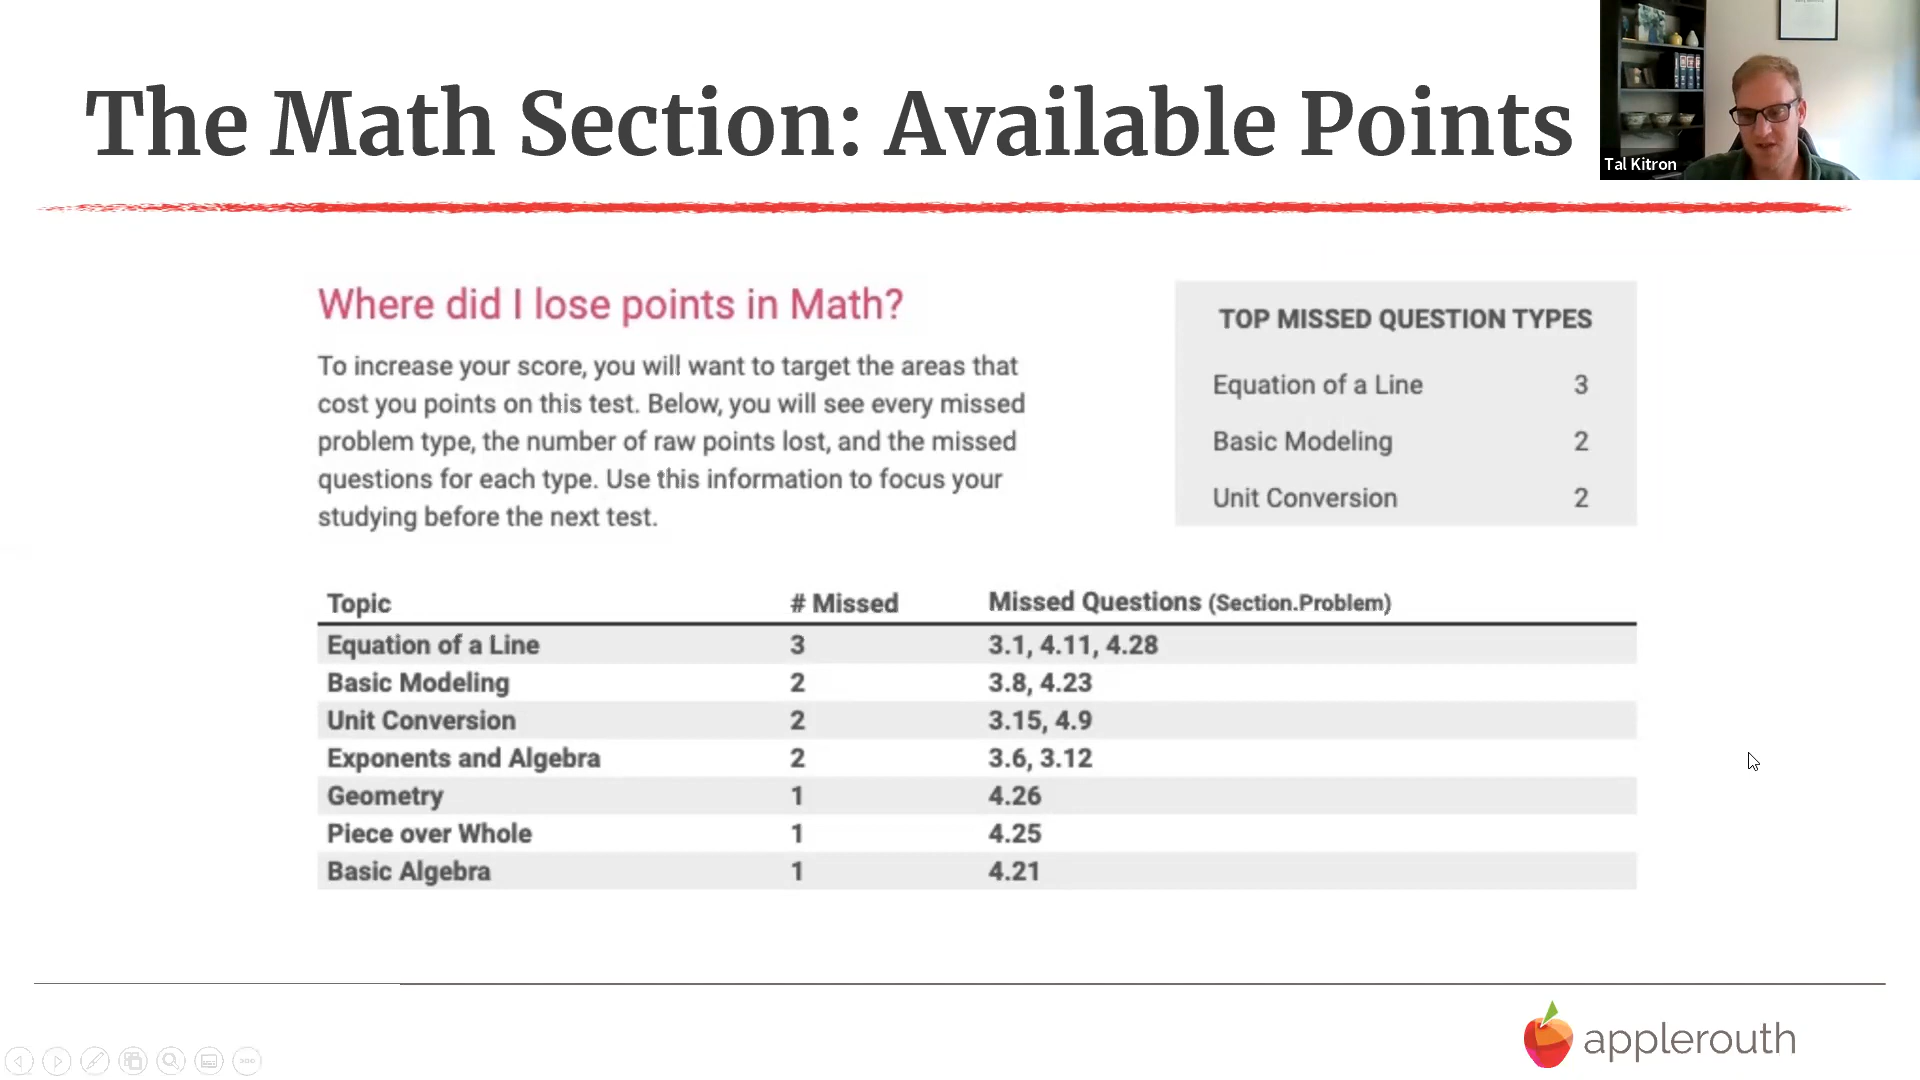 The Math Section: Available Points
Tal Kitron
Where did I lose points in Math?
To increase your score, you will want to target the areas that
cost you points on this test. Below, you will see every missed
problem type, the number of raw points lost, and the missed
questions for each type. Use this information to focus your
studying before the next test.
TOP MISSED QUESTION TYPES
Equation of a Line 3
Basic Modeling 2
Unit Conversion 2
Topic # Missed Missed Questions (Section.Problem)
Equation of a Line 3 3.1, 4.11, 4.28
Basic Modeling 2 3.8, 4.23
Unit Conversion 2 3.15, 4.9
Exponents and Algebra 2 3.6, 3.12
Geometry 1 4.26
Piece over Whole 1 4.25
Basic Algebra 1 4.21
applerouth